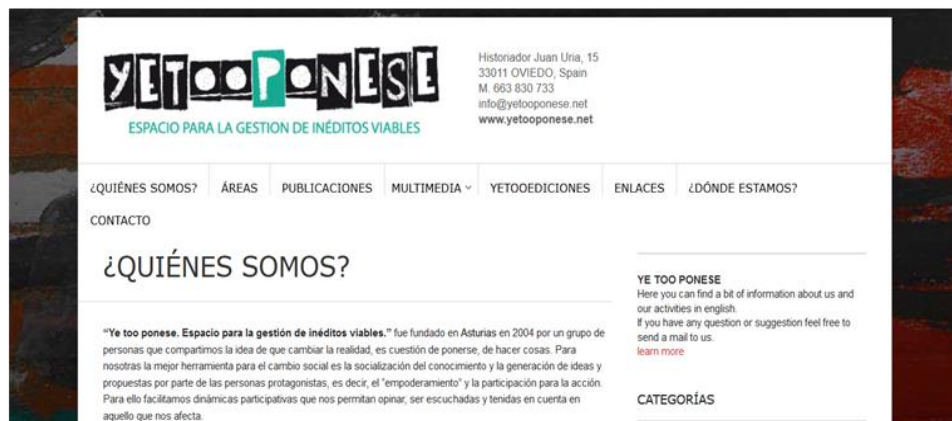 YETOOPONESE
ESPACIO PARA LA GESTION DE INÉDITOS VIABLES
Historiador Juan Uria, 15
33011 OVIEDO, Spain
M. 663 830 733
info@yetooponese.net
www.yetooponese.net
¿QUIÉNES SOMOS? ÁREAS PUBLICACIONES MULTIMEDIA YETOOEDICIONES ENLACES ¿DÓNDE ESTAMOS?
CONTACTO
¿QUIÉNES SOMOS?
“Ye too ponese. Espacio para la gestión de inéditos viables.” fue fundado en Asturias en 2004 por un grupo de
personas que compartimos la idea de que cambiar la realidad, es cuestión de ponerse, de hacer cosas. Para
nosotras la mejor herramienta para el cambio social es la socialización del conocimiento y la generación de ideas y
propuestas por parte de las personas protagonistas, es decir, el “empoderamiento” y la participación para la acción.
Para ello facilitamos dinámicas participativas que nos permitan opinar, ser escuchadas y tenidas en cuenta en
aquello que nos afecta.
YE TOO PONESE
Here you can find a bit of information about us and
our activities in english.
If you have any question or suggestion feel free to
send a mail to us.
learn more
CATEGORÍAS